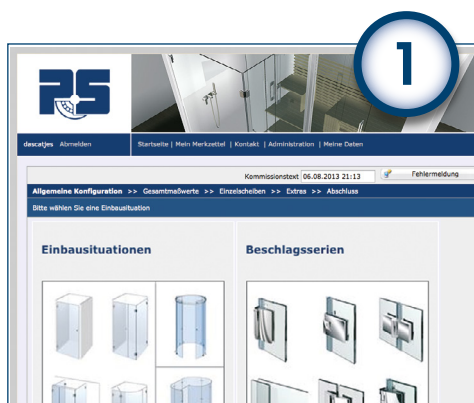 1
PS
dascatjes Abmelden
Startseite | Mein Merkzettel | Kontakt | Administration | Meine Daten
Kommissionstext 06.08.2013 21:13 Fehlermeldung
Allgemeine Konfiguration >> Gesamtmaßwerte >> Einzelscheiben >> Extras >> Abschluss
Bitte wählen Sie eine Einbausituation
Einbausituationen
Beschlagsserien